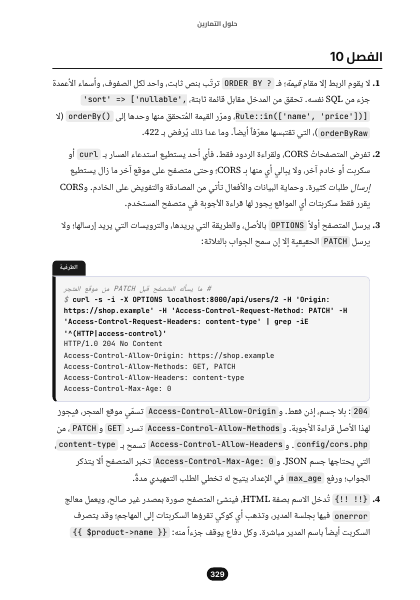 حلول التمارين
الفصل 10
1. لا يقوم الربط إلا مقام قيمة؛ فـ ORDER BY ? ترتّب بنص ثابت، واحد لكل الصفوف، وأسماء الأعمدة
جزء من SQL نفسه. تحقق من المدخل مقابل قائمة ثابتة، 'sort' => ['nullable',
Rule::in(['name', 'price'])]، ومرّر القيمة المُتحقق منها وحدها إلى orderBy() (لا
orderByRaw)، التي تقتبسها معرّفاً أيضاً. وما عدا ذلك يُرفض بـ 422.
2. تفرض المتصفحاتُ CORS، ولقراءة الردود فقط. فأي أحد يستطيع استدعاء المسار بـ curl أو
سكربت أو خادم آخر، ولا يبالي أي منها بـ CORS؛ وحتى متصفح على موقع آخر ما زال يستطيع
إرسال طلبات كثيرة. وحماية البيانات والأفعال تأتي من المصادقة والتفويض على الخادم. وCORS
يقرر فقط سكربتات أي المواقع يجوز لها قراءة الأجوبة في متصفح المستخدم.
3. يرسل المتصفح أولاً OPTIONS بالأصل، والطريقة التي يريدها، والترويسات التي يريد إرسالها؛ ولا
يرسل PATCH الحقيقية إلا إن سمح الجواب بالثلاثة:
الطرفية
# ما يسأله المتصفح قبل PATCH من موقع المتجر
$ curl -s -i -X OPTIONS localhost:8000/api/users/2 -H 'Origin:
https://shop.example' -H 'Access-Control-Request-Method: PATCH' -H
'Access-Control-Request-Headers: content-type' | grep -iE
'^(HTTP|access-control)'
HTTP/1.0 204 No Content
Access-Control-Allow-Origin: https://shop.example
Access-Control-Allow-Methods: GET, PATCH
Access-Control-Allow-Headers: content-type
Access-Control-Max-Age: 0
204 : بلا جسم، إذن فقط. و Access-Control-Allow-Origin تسمّي موقع المتجر، فيجوز
لهذا الأصل قراءة الأجوبة. و Access-Control-Allow-Methods تسرد GET و PATCH ، من
config/cors.php . و Access-Control-Allow-Headers تسمح بـ content-type،
التي يحتاجها جسم JSON. و Access-Control-Max-Age: 0 تخبر المتصفح ألا يتذكر
الجواب؛ ورفع max_age في الإعداد يتيح له تخطي الطلب التمهيدي مدةً.
4. {!! !!} تُدخل الاسم بصفة HTML، فينشئ المتصفح صورة بمصدر غير صالح، ويعمل معالج
onerror فيها بجلسة المدير. وتذهب أي كوكي تقرؤها السكربتات إلى المهاجم؛ وقد يتصرف
السكربت أيضاً باسم المدير مباشرة. وكل دفاع يوقف جزءاً منه: {{ $product->name }}
329